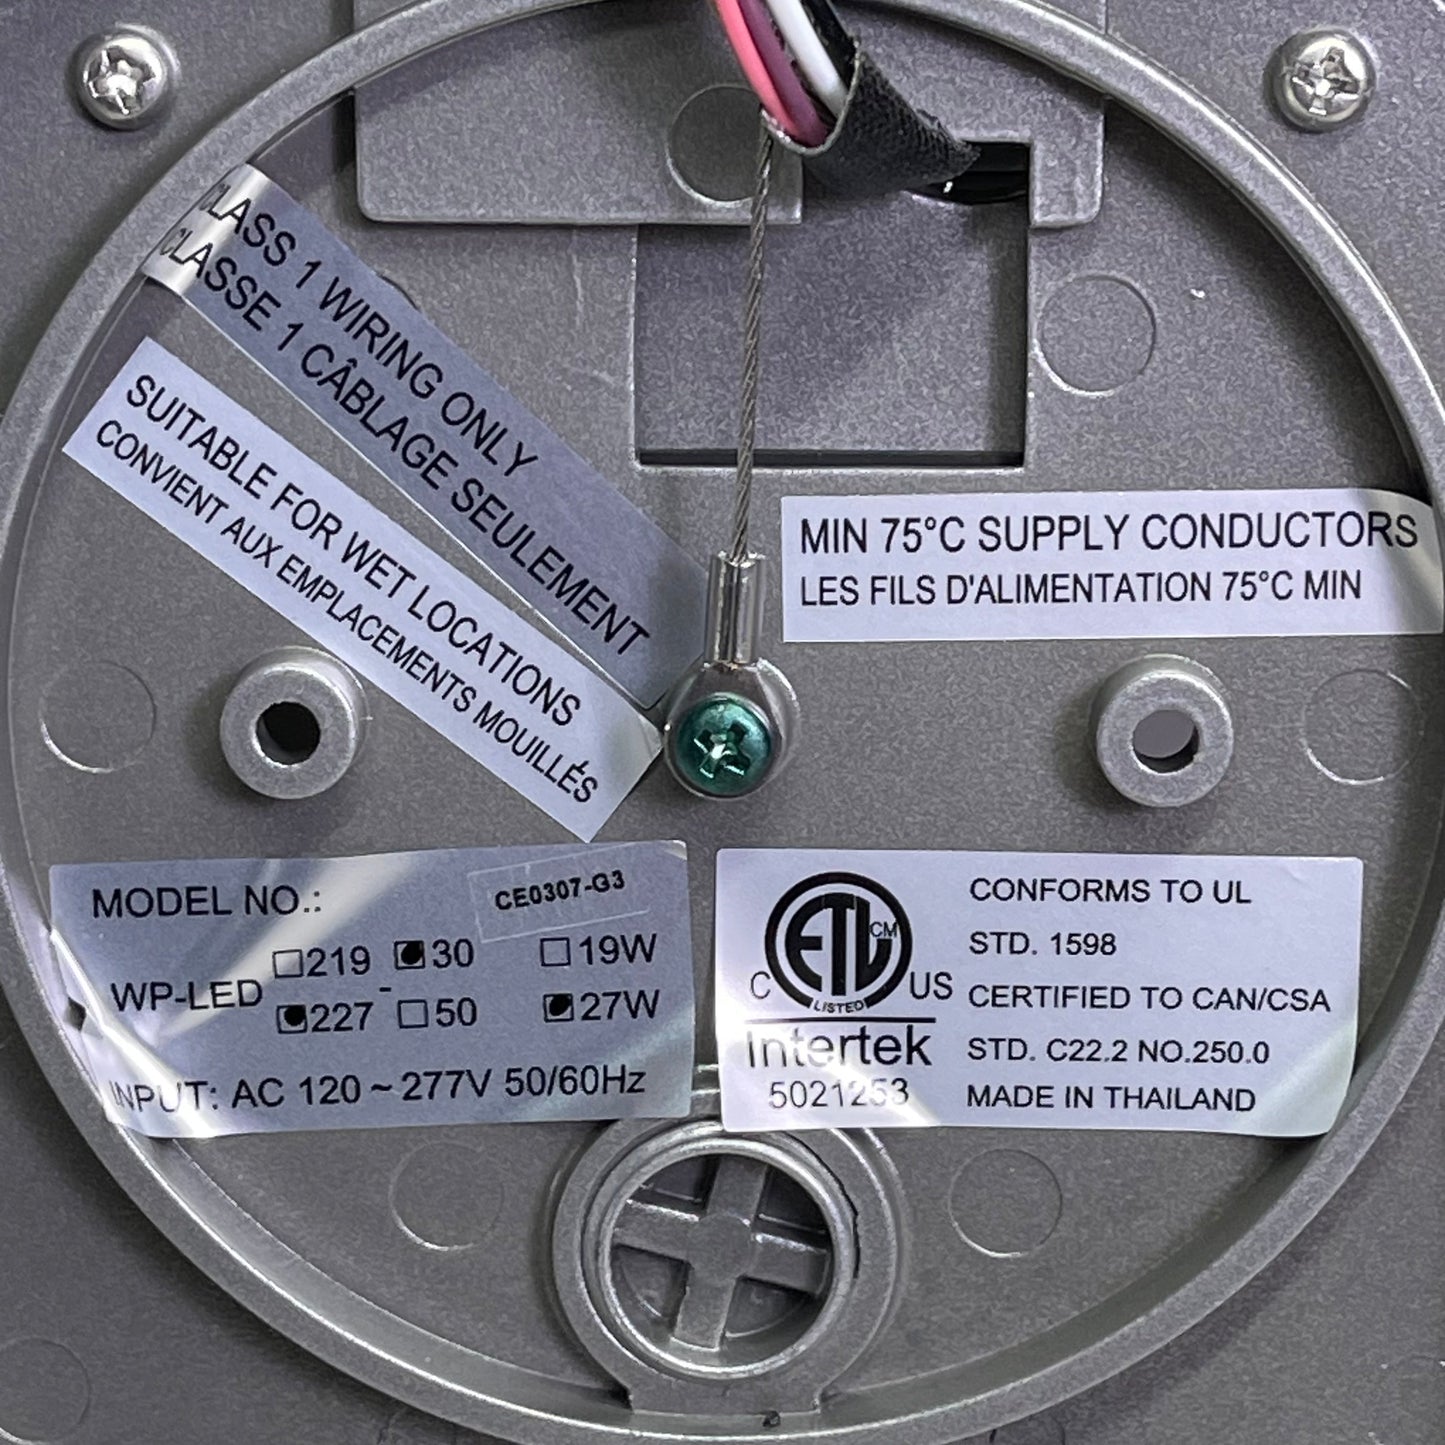 CLASS 1 WIRING ONLY
CLASSE 1 CÂBLAGE SEULEMENT
SUITABLE FOR WET LOCATIONS
CONVIENT AUX EMPLACEMENTS MOUILLÉS
MIN 75°C SUPPLY CONDUCTORS
LES FILS D'ALIMENTATION 75°C MIN
MODEL NO.: CE0307-G3
WP-LED ☐219 - ☑30 ☐19W
☑227 ☐50 ☑27W
INPUT: AC 120 ~ 277V 50/60Hz
ETL CM
C LISTED US
Intertek
5021253
CONFORMS TO UL
STD. 1598
CERTIFIED TO CAN/CSA
STD. C22.2 NO.250.0
MADE IN THAILAND